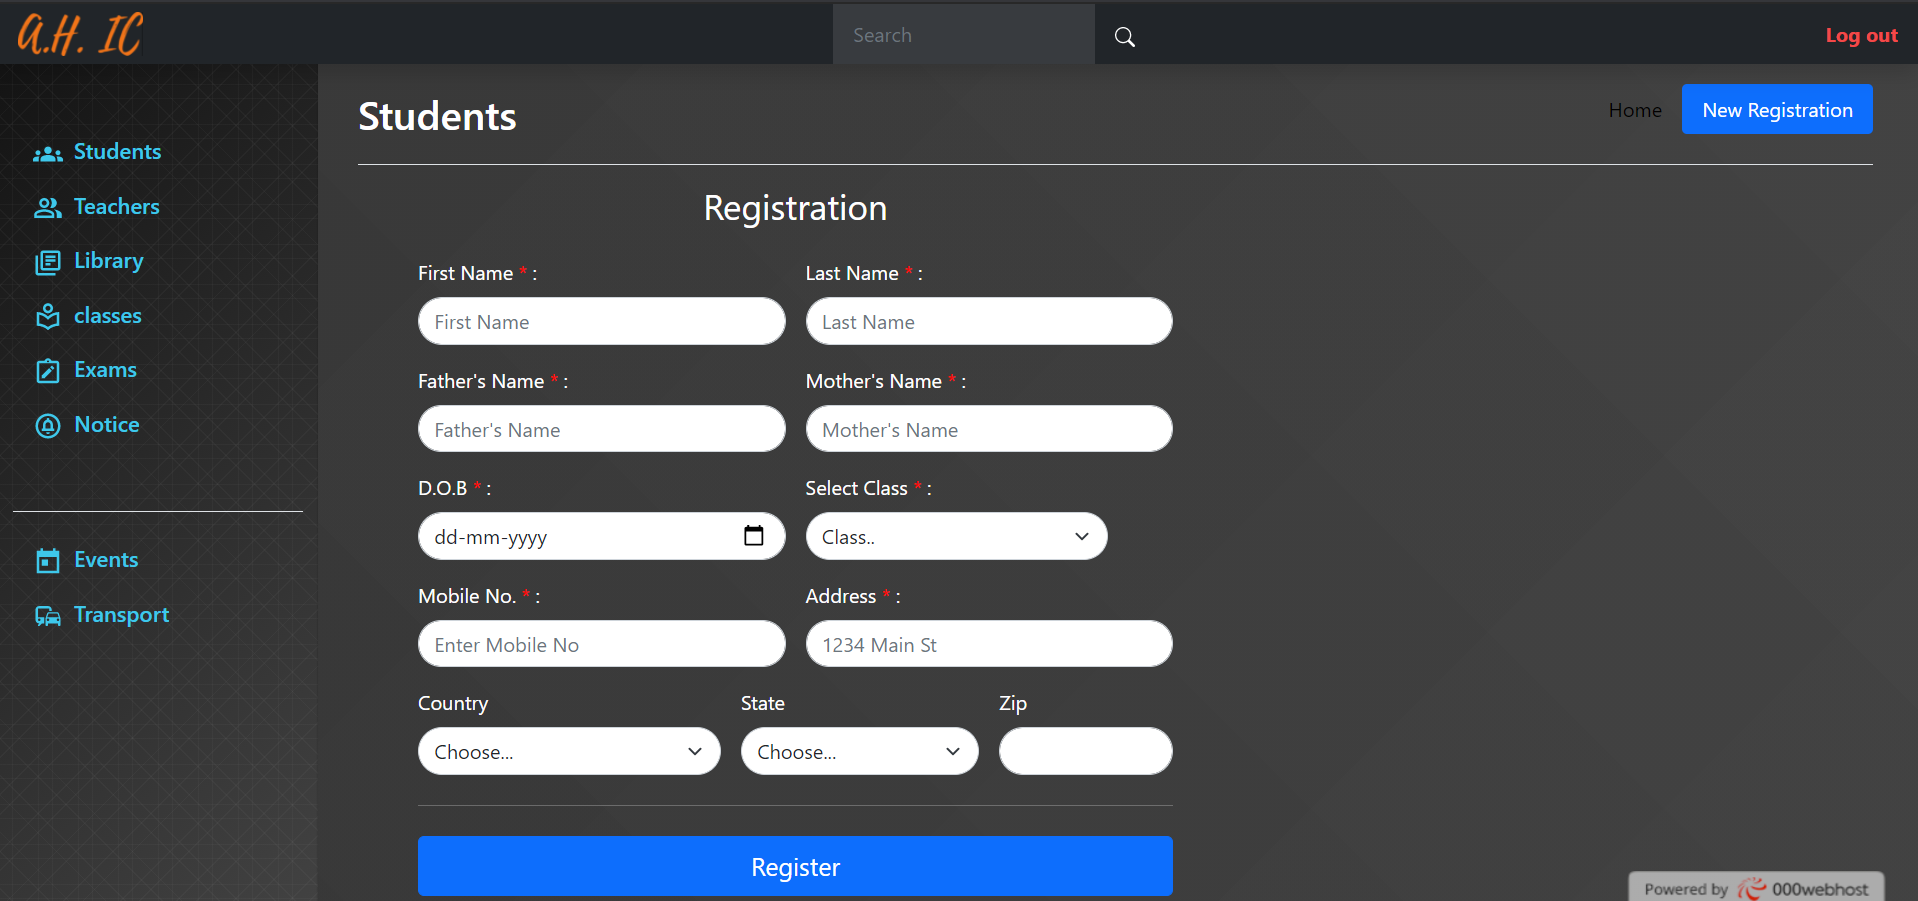 A.H. IC
Search
Log out
Students
Teachers
Library
classes
Exams
Notice
Events
Transport
Students
Home
New Registration
Registration
First Name * :
Last Name * :
First Name
Last Name
Father's Name * :
Mother's Name * :
Father's Name
Mother's Name
D.O.B * :
Select Class * :
dd-mm-yyyy
Class..
Mobile No. * :
Address * :
Enter Mobile No
1234 Main St
Country
State
Zip
Choose...
Choose...
Register
Powered by 000webhost